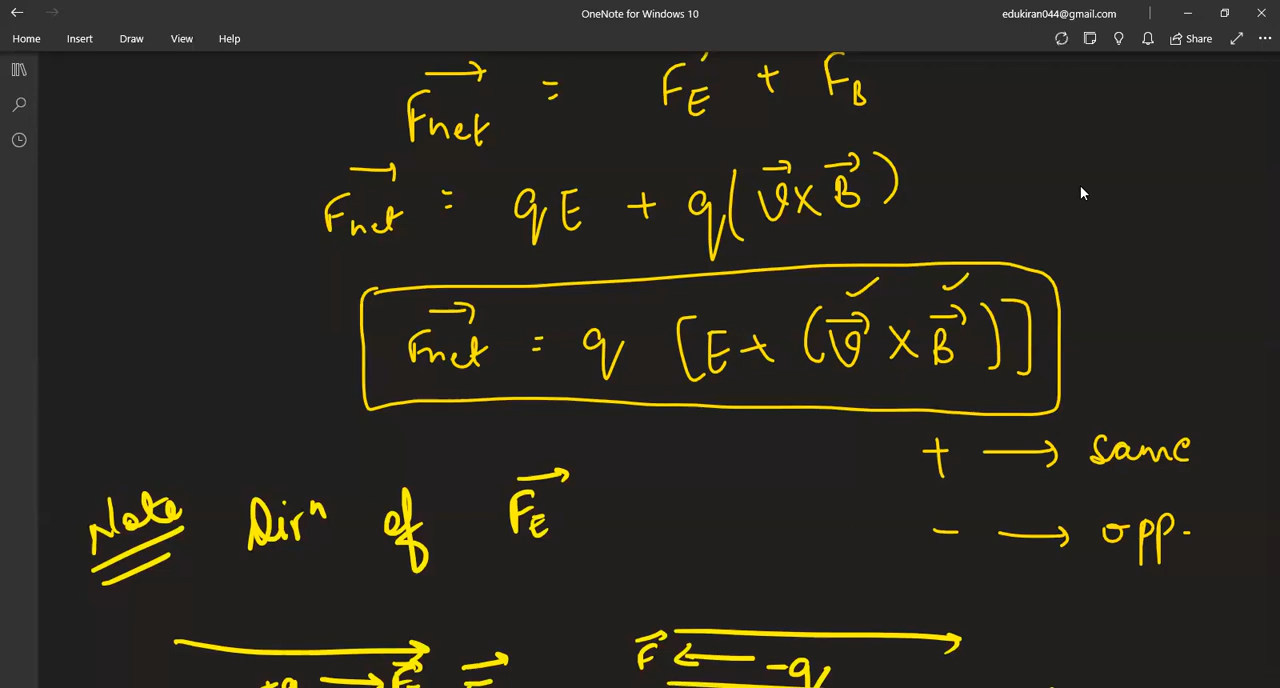 OneNote for Windows 10
edukiran044@gmail.com
Home Insert Draw View Help
Share
Fnet = FE + FB
Fnet = qE + q(v × B)
Fnet = q [E + (v × B)]
+ → same
Note Dirⁿ of FE
- → opp-
F ← -q